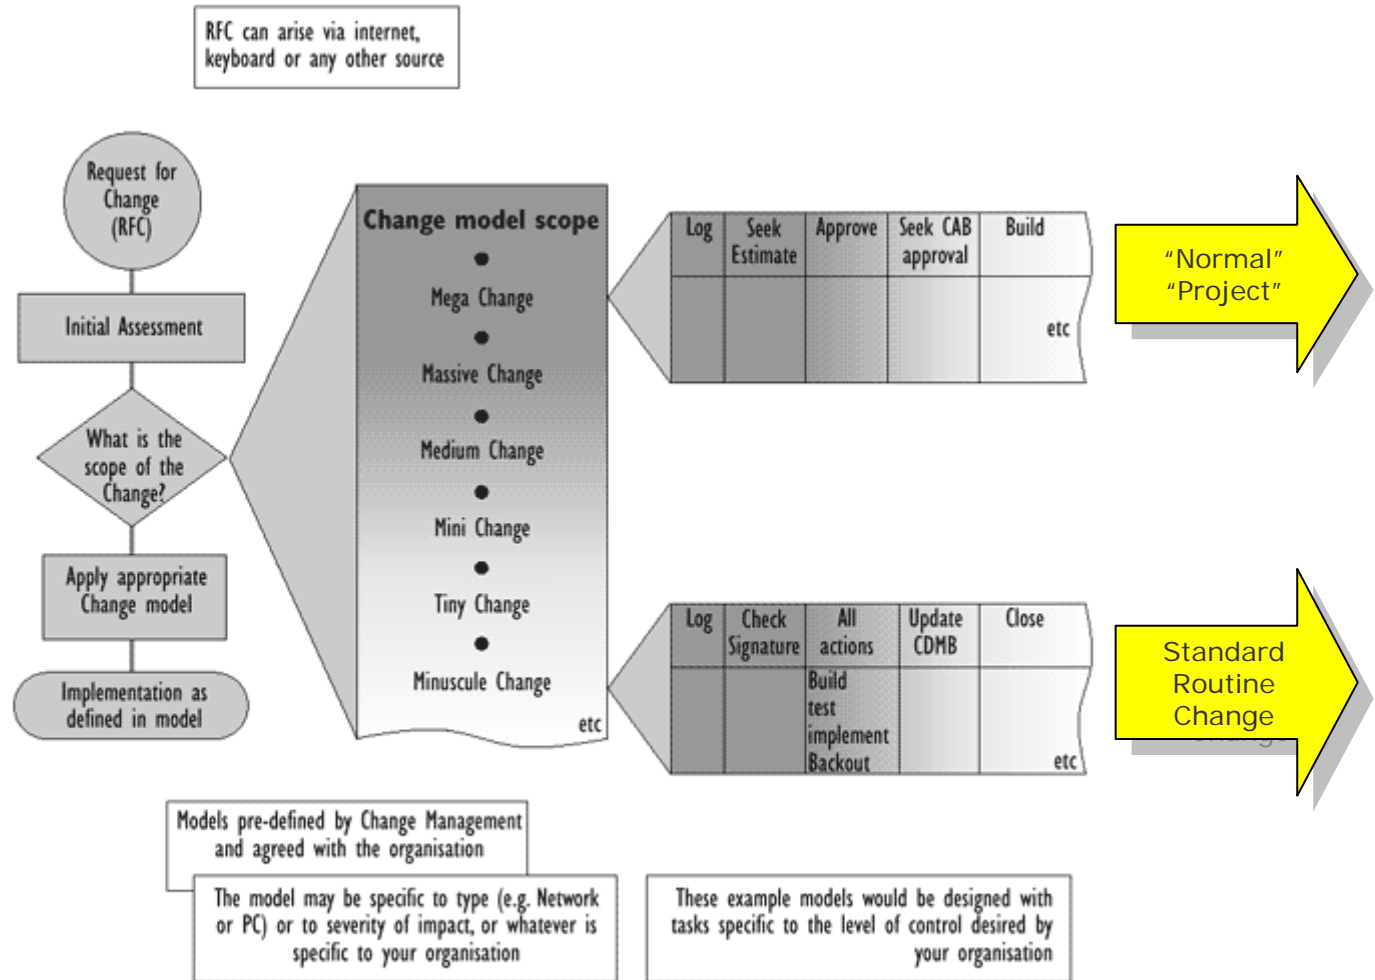 RFC can arise via internet,
keyboard or any other source
Request for
Change
(RFC)
Initial Assessment
What is the
scope of the
Change?
Apply appropriate
Change model
Implementation as
defined in model
Change model scope
Mega Change
Massive Change
Medium Change
Mini Change
Tiny Change
Minuscule Change
etc
Log
Seek
Estimate
Approve
Seek CAB
approval
Build
etc
“Normal”
“Project”
Log
Check
Signature
All
actions
Update
CDMB
Close
Build
test
implement
Backout
etc
Standard
Routine
Change
Models pre-defined by Change Management
and agreed with the organisation
The model may be specific to type (e.g. Network
or PC) or to severity of impact, or whatever is
specific to your organisation
These example models would be designed with
tasks specific to the level of control desired by
your organisation